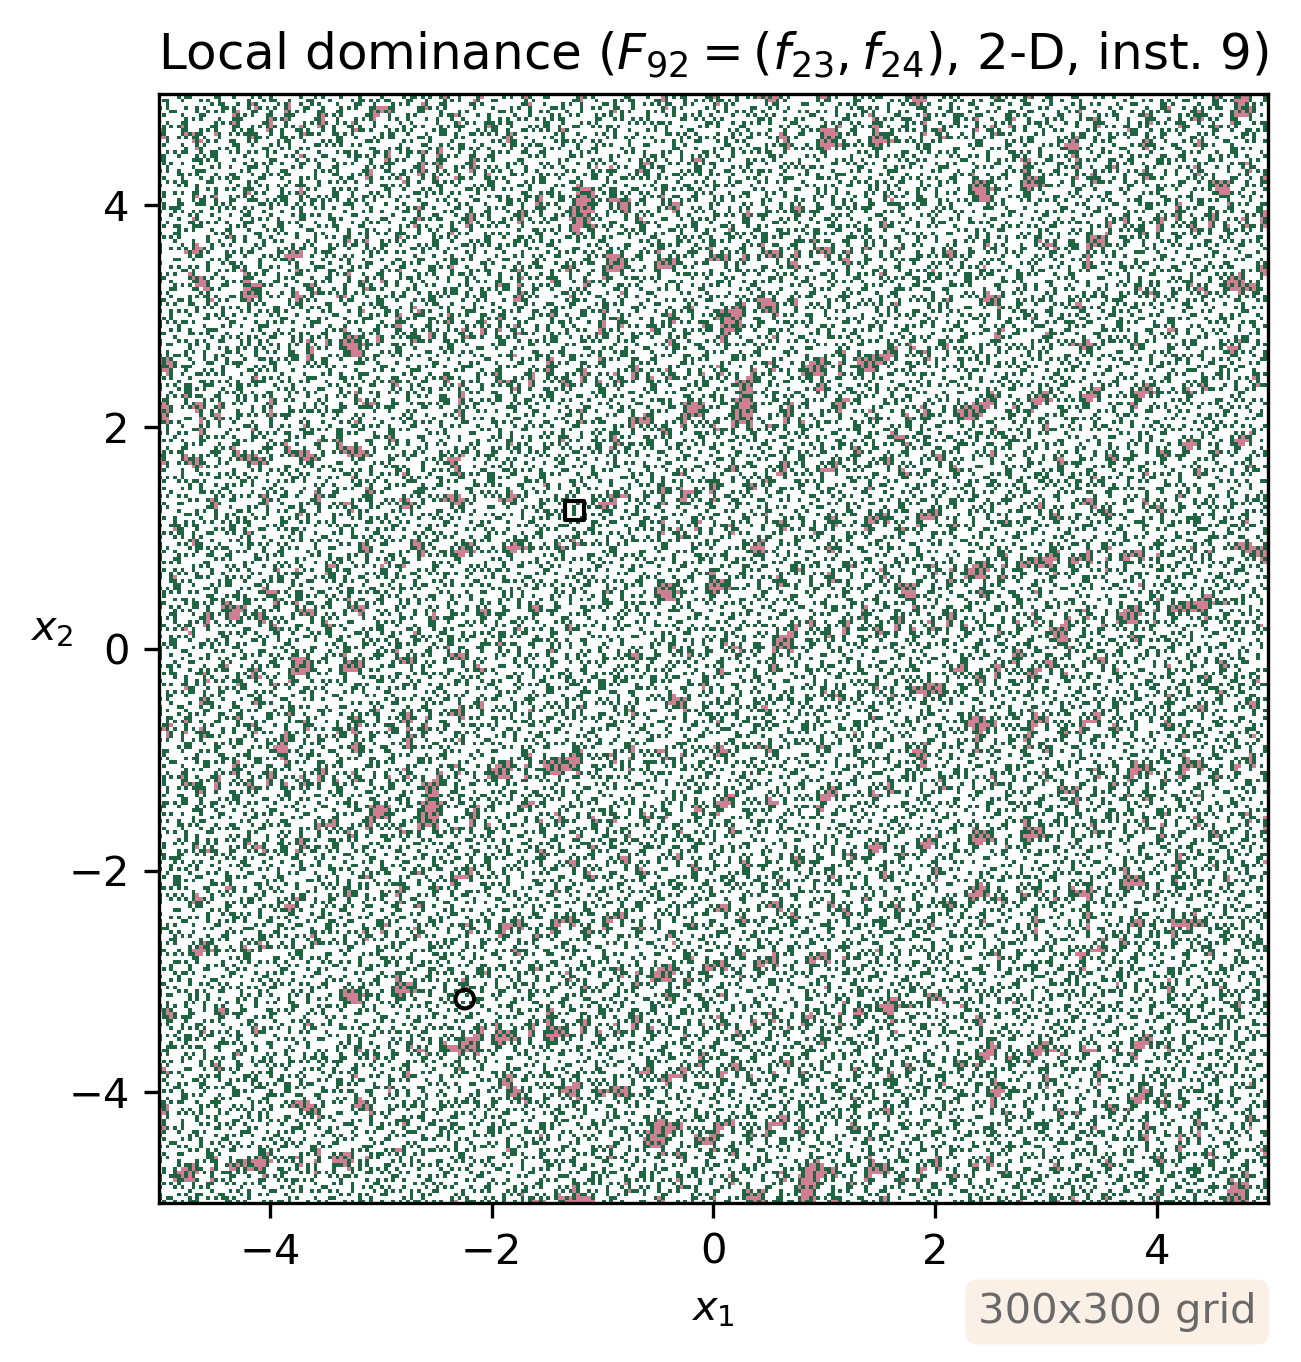 Local dominance (F₉₂ = (f₂₃, f₂₄), 2-D, inst. 9)
4
2
0
−2
−4
x₂
−4 −2 0 2 4
x₁
300x300 grid